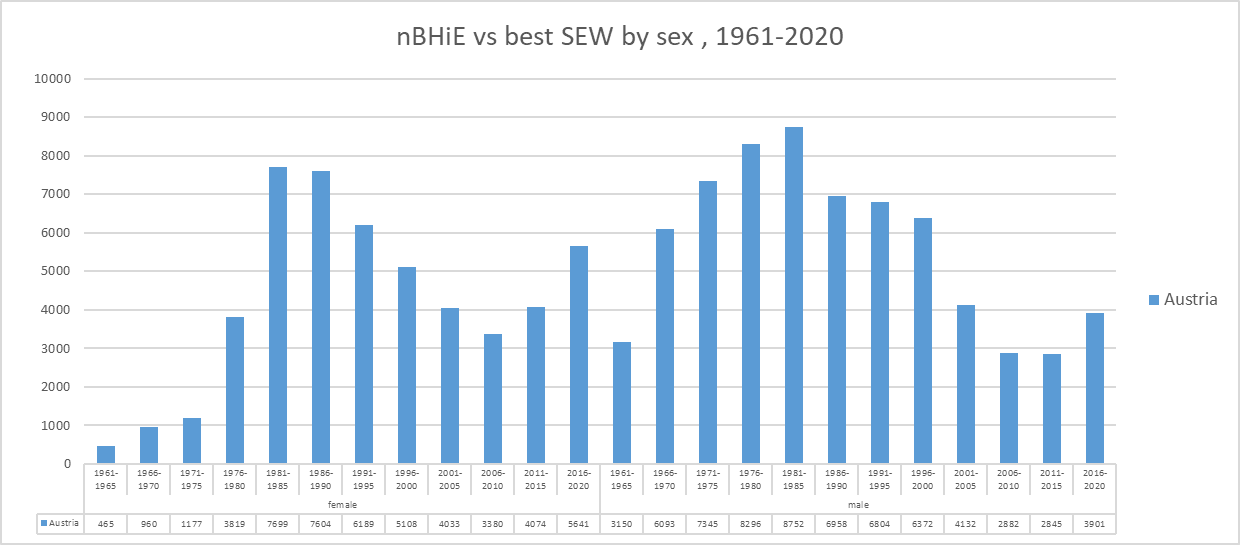 nBHiE vs best SEW by sex , 1961-2020
10000
9000
8000
7000
6000
5000
4000
3000
2000
1000
0
Austria
1961- 1966- 1971- 1976- 1981- 1986- 1991- 1996- 2001- 2006- 2011- 2016- 1961- 1966- 1971- 1976- 1981- 1986- 1991- 1996- 2001- 2006- 2011- 2016-
1965 1970 1975 1980 1985 1990 1995 2000 2005 2010 2015 2020 1965 1970 1975 1980 1985 1990 1995 2000 2005 2010 2015 2020
female male
Austria 465 960 1177 3819 7699 7604 6189 5108 4033 3380 4074 5641 3150 6093 7345 8296 8752 6958 6804 6372 4132 2882 2845 3901